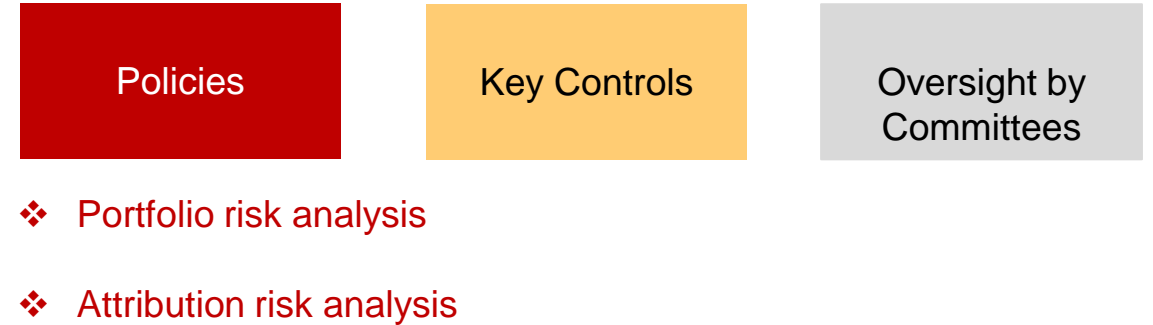 Policies
Key Controls
Oversight by
Committees
❖ Portfolio risk analysis
❖ Attribution risk analysis